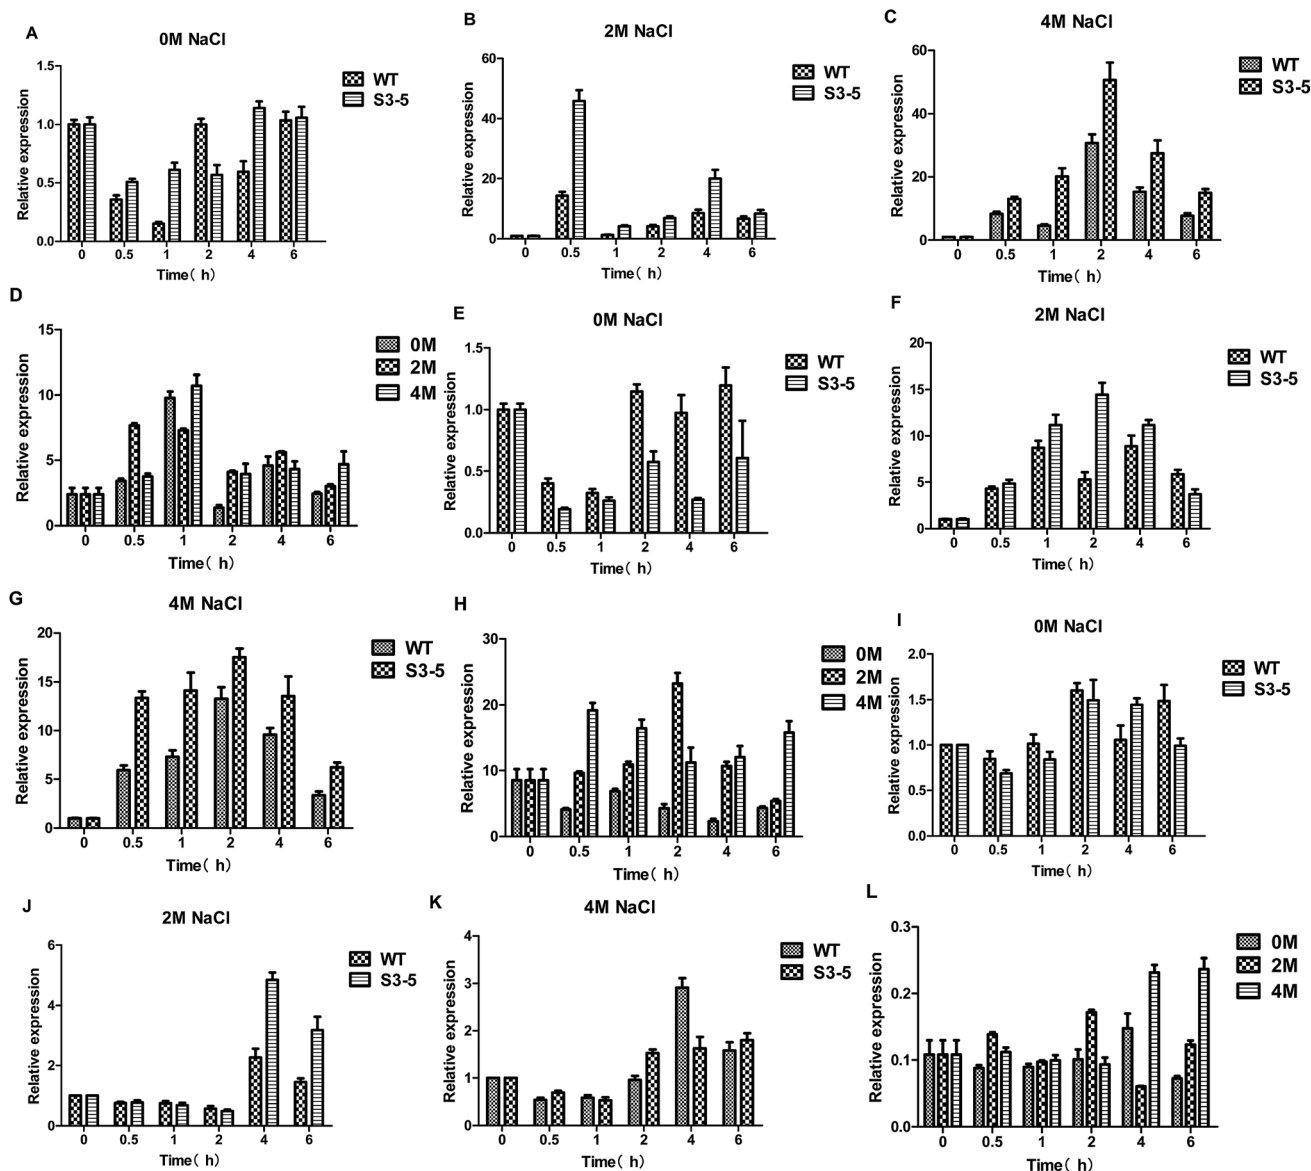 A
0M NaCl
Relative expression
1.5
1.0
0.5
0.0
0 0.5 1 2 4 6
Time( h)
WT
S3-5
B
2M NaCl
Relative expression
60
40
20
0
0 0.5 1 2 4 6
Time( h)
WT
S3-5
C
4M NaCl
Relative expression
60
40
20
0
0 0.5 1 2 4 6
Time( h)
WT
S3-5
D
Relative expression
15
10
5
0
0 0.5 1 2 4 6
Time( h)
0M
2M
4M
E
0M NaCl
Relative expression
1.5
1.0
0.5
0.0
0 0.5 1 2 4 6
Time( h)
WT
S3-5
F
2M NaCl
Relative expression
20
15
10
5
0
0 0.5 1 2 4 6
Time( h)
WT
S3-5
G
4M NaCl
Relative expression
20
15
10
5
0
0 0.5 1 2 4 6
Time( h)
WT
S3-5
H
Relative expression
30
20
10
0
0 0.5 1 2 4 6
Time( h)
0M
2M
4M
I
0M NaCl
Relative expression
2.0
1.5
1.0
0.5
0.0
0 0.5 1 2 4 6
Time( h)
WT
S3-5
J
2M NaCl
Relative expression
6
4
2
0
0 0.5 1 2 4 6
Time( h)
WT
S3-5
K
4M NaCl
Relative expression
4
3
2
1
0
0 0.5 1 2 4 6
Time( h)
WT
S3-5
L
Relative expression
0.3
0.2
0.1
0.0
0 0.5 1 2 4 6
Time( h)
0M
2M
4M